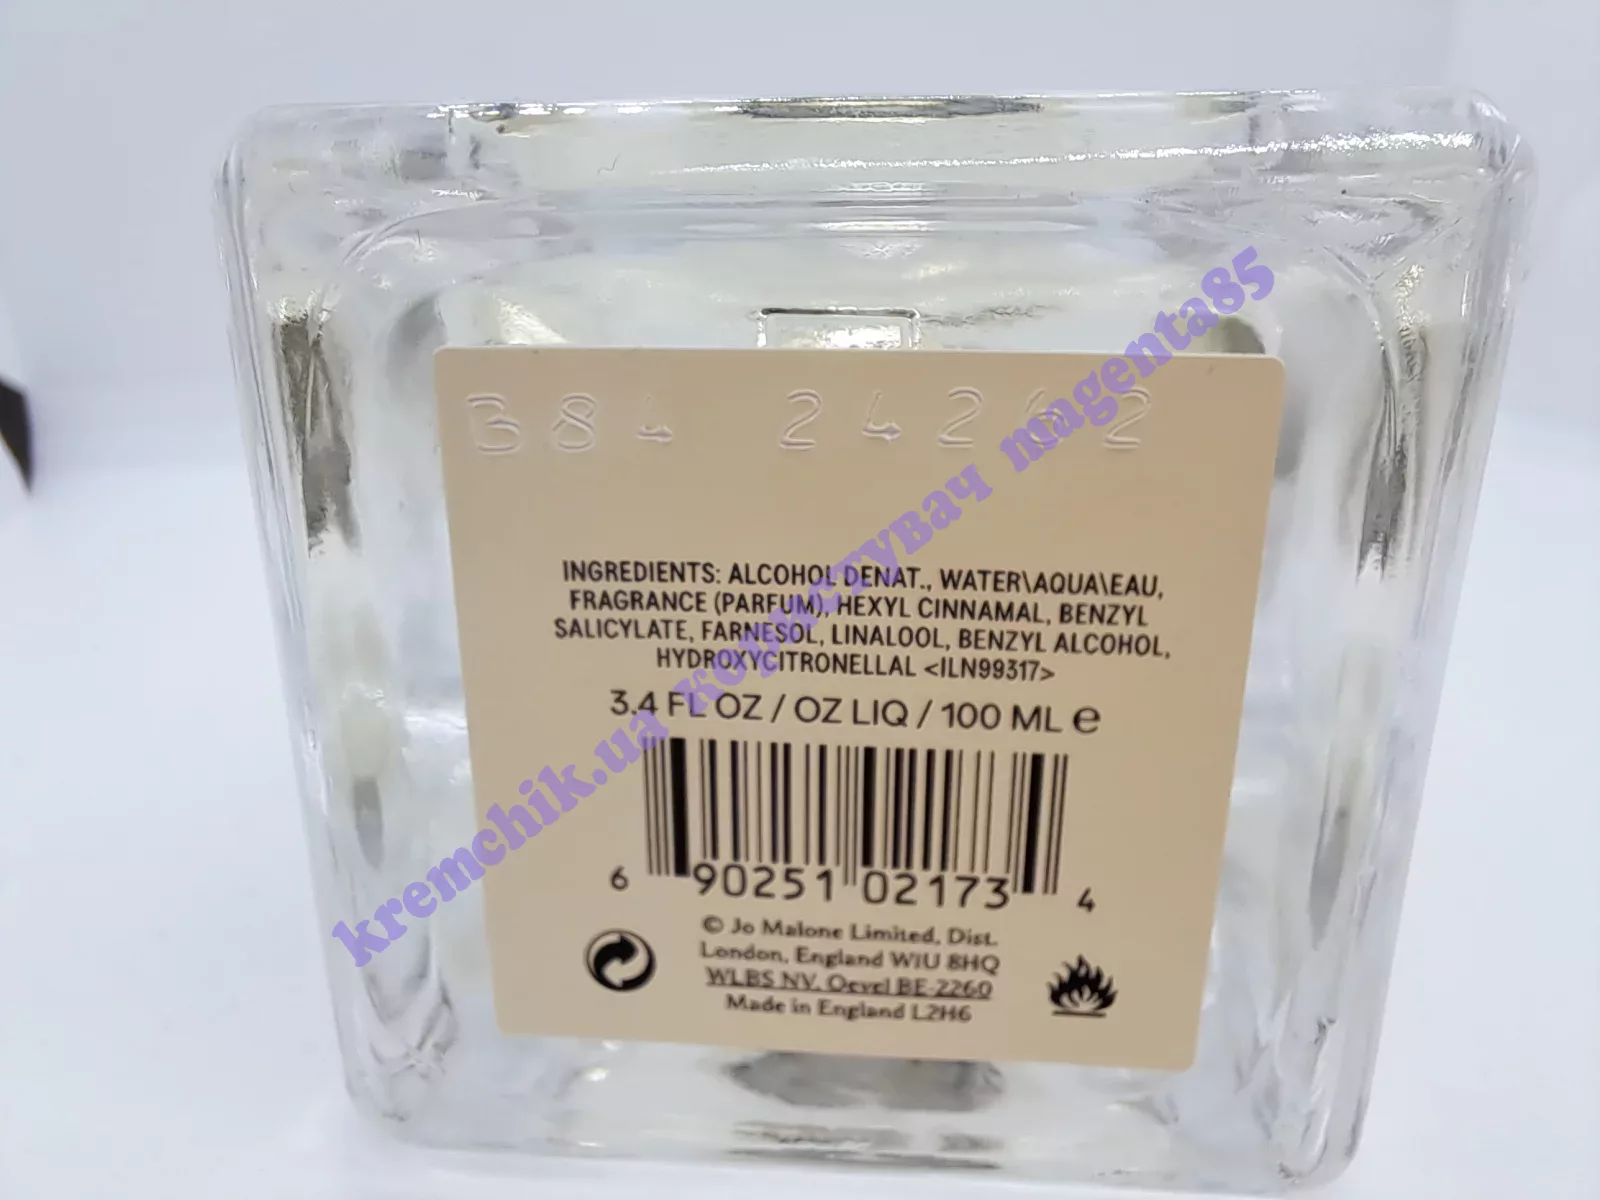 B84 24262
INGREDIENTS: ALCOHOL DENAT., WATER\AQUA\EAU,
FRAGRANCE (PARFUM), HEXYL CINNAMAL, BENZYL
SALICYLATE, FARNESOL, LINALOOL, BENZYL ALCOHOL,
HYDROXYCITRONELLAL <ILN99317>
3.4 FL OZ / OZ LIQ / 100 ML e
6 90251 02173 4
© Jo Malone Limited, Dist.
London, England W1U 8HQ
WLBS NV, Oevel BE-2260
Made in England L2H6
kremchik.ua користувач magenta85